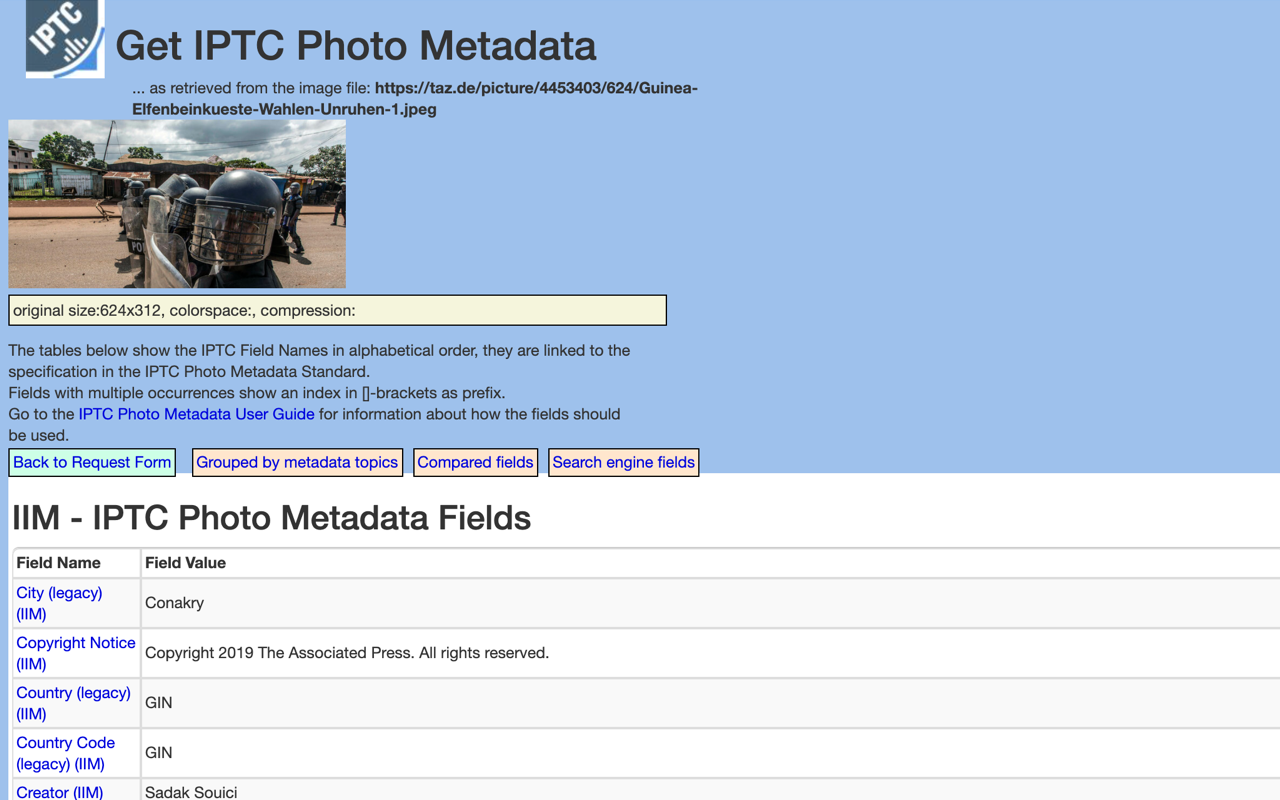 IPTC
Get IPTC Photo Metadata
... as retrieved from the image file: https://taz.de/picture/4453403/624/Guinea-
Elfenbeinkueste-Wahlen-Unruhen-1.jpeg
original size:624x312, colorspace:, compression:
The tables below show the IPTC Field Names in alphabetical order, they are linked to the
specification in the IPTC Photo Metadata Standard.
Fields with multiple occurrences show an index in []-brackets as prefix.
Go to the IPTC Photo Metadata User Guide for information about how the fields should
be used.
Back to Request Form Grouped by metadata topics Compared fields Search engine fields
IIM - IPTC Photo Metadata Fields
Field Name Field Value
City (legacy)
(IIM)
Conakry
Copyright Notice
(IIM)
Copyright 2019 The Associated Press. All rights reserved.
Country (legacy)
(IIM)
GIN
Country Code
(legacy) (IIM)
GIN
Creator (IIM) Sadak Souici